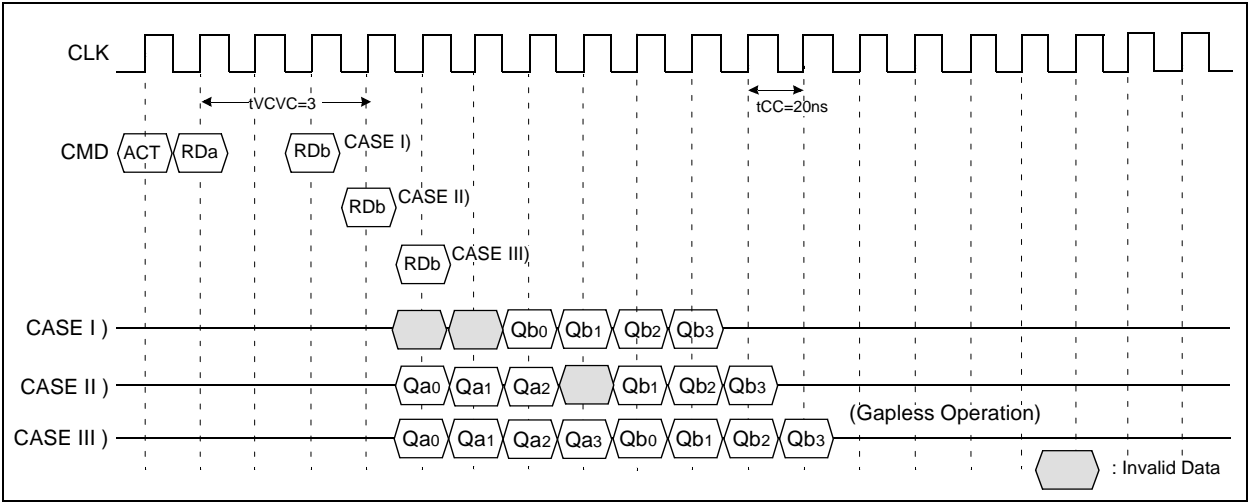 CLK
tVCVC=3
tCC=20ns
CMD ACT RDa RDb CASE I)
RDb CASE II)
RDb CASE III)
CASE I ) Qb0 Qb1 Qb2 Qb3
CASE II ) Qa0 Qa1 Qa2 Qb1 Qb2 Qb3
(Gapless Operation)
CASE III ) Qa0 Qa1 Qa2 Qa3 Qb0 Qb1 Qb2 Qb3
: Invalid Data